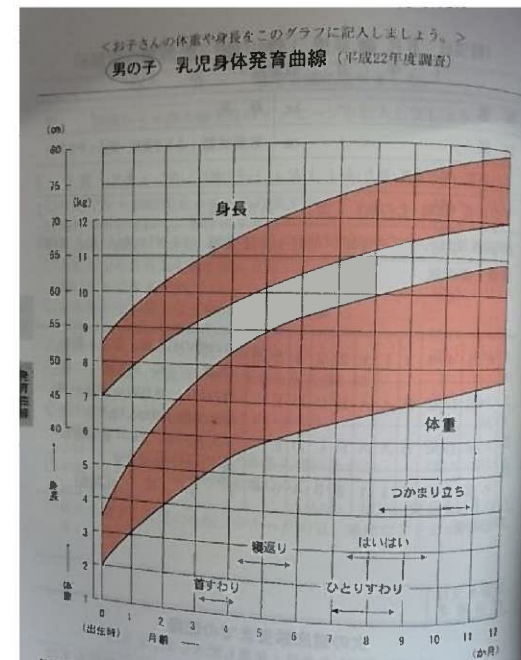 <お子さんの体重や身長をこのグラフに記入しましょう。>
男の子 乳児身体発育曲線 (平成22年度調査)
(cm)
80
75
(kg)
70 12
65 11
60 10
55 9
50 8
45 7
40 6
5
4
3
2
1
身長
体重
身長
体重
発育曲線
つかまり立ち
寝返り
はいはい
首すわり
ひとりすわり
0 1 2 3 4 5 6 7 8 9 10 11 12
(出生時) 月齢 (か月)